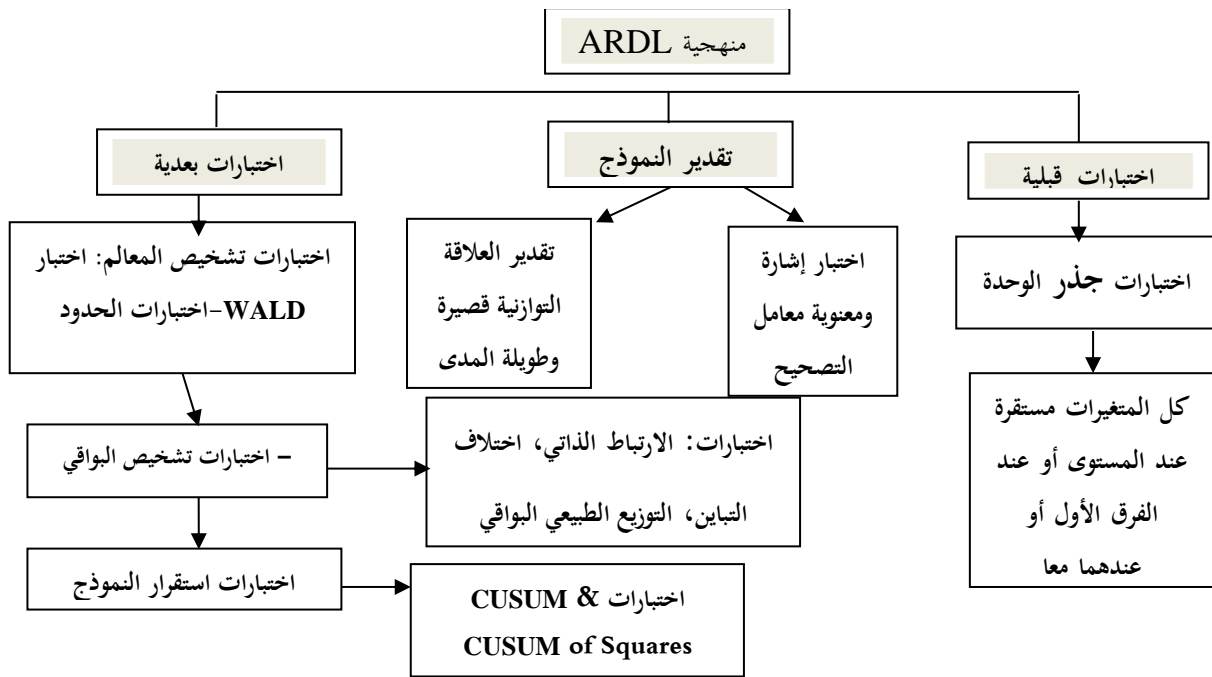 منهجية ARDL
اختبارات قبلية
تقدير النموذج
اختبارات بعدية
اختبارات جذر الوحدة
كل المتغيرات مستقرة
عند المستوى أو عند
الفرق الأول أو
عندهما معا
اختبار إشارة
ومعنوية معامل
التصحيح
تقدير العلاقة
التوازنية قصيرة
وطويلة المدى
اختبارات تشخيص المعالم: اختبار
WALD-اختبارات الحدود
– اختبارات تشخيص البواقي
اختبارات: الارتباط الذاتي، اختلاف
التباين، التوزيع الطبيعي البواقي
اختبارات استقرار النموذج
اختبارات CUSUM &
CUSUM of Squares